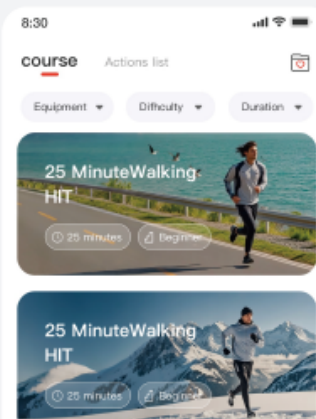 8:30
course Actions list
Equipment Difficulty Duration
25 MinuteWalking
HIT
25 minutes Beginner
25 MinuteWalking
HIT
25 minutes Beginner